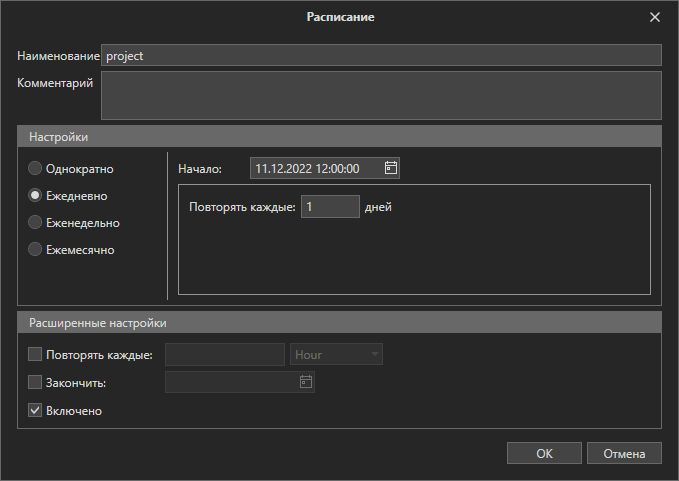 Расписание
Наименование project
Комментарий
Настройки
Однократно
Ежедневно
Еженедельно
Ежемесячно
Начало: 11.12.2022 12:00:00
Повторять каждые: 1 дней
Расширенные настройки
Повторять каждые: Hour
Закончить:
Включено
OK Отмена